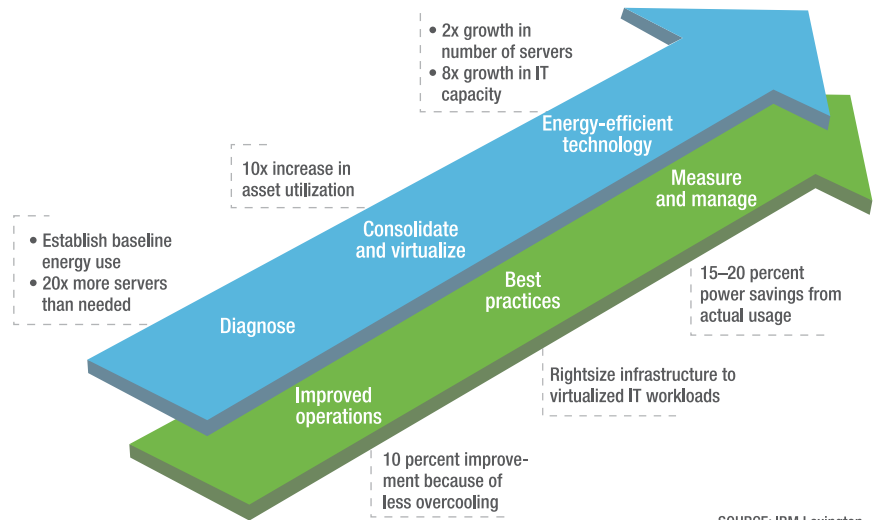 • 2x growth in
number of servers
• 8x growth in IT
capacity
Energy-efficient
technology
10x increase in
asset utilization
Measure
and manage
Consolidate
and virtualize
• Establish baseline
energy use
• 20x more servers
than needed
Best
practices
15–20 percent
power savings from
actual usage
Diagnose
Rightsize infrastructure to
virtualized IT workloads
Improved
operations
10 percent improve-
ment because of
less overcooling
SOURCE: IBM Lexington